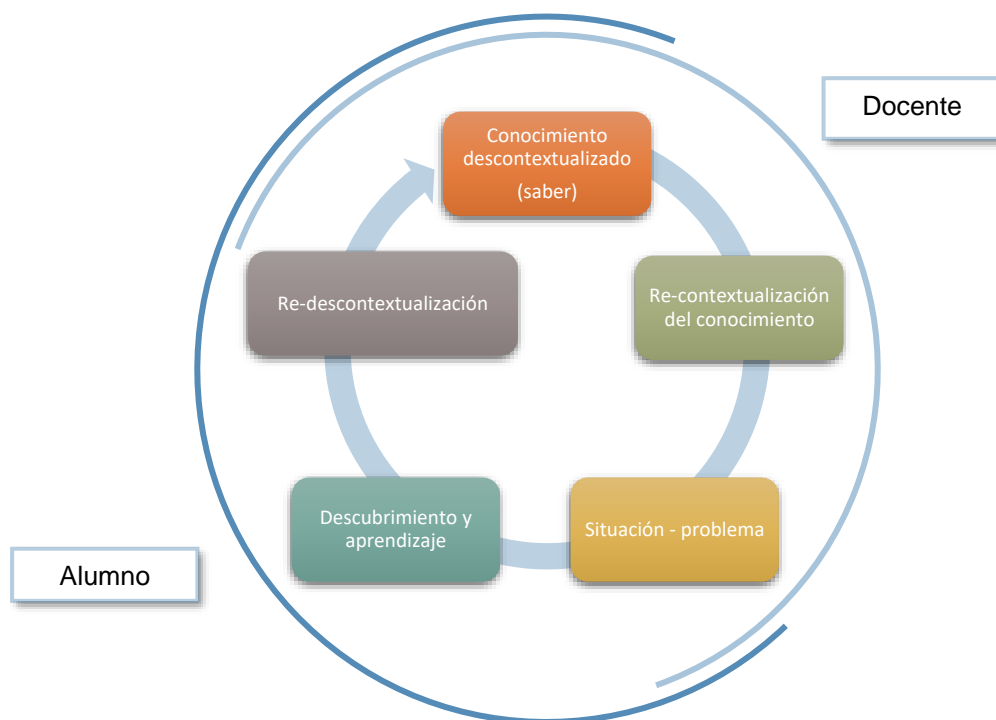 Docente
Conocimiento
descontextualizado
(saber)
Re-contextualización
del conocimiento
Situación - problema
Descubrimiento y
aprendizaje
Re-descontextualización
Alumno